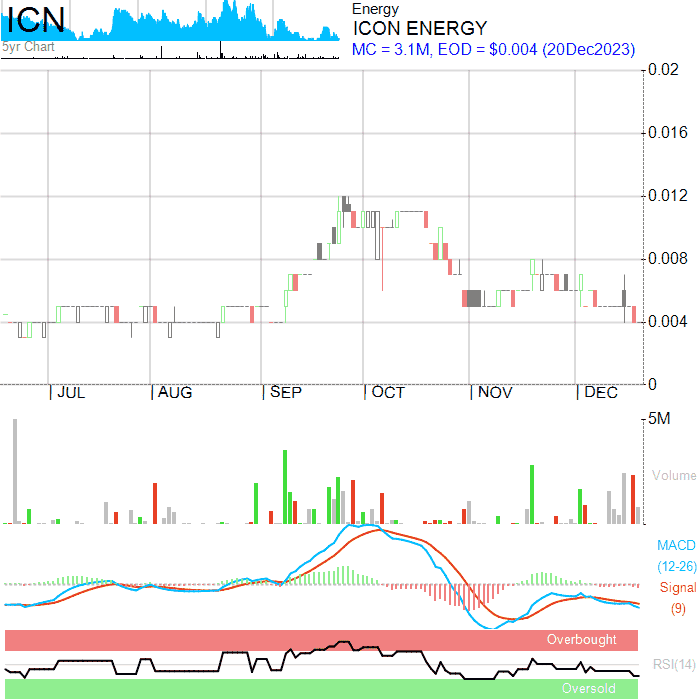 ICN
Energy
ICON ENERGY
5yr Chart
MC = 3.1M, EOD = $0.004 (20Dec2023)
0.02
0.016
0.012
0.008
0.004
0
| JUL | AUG | SEP | OCT | NOV | DEC
5M
Volume
MACD
(12-26)
Signal
(9)
Overbought
RSI(14)
Oversold